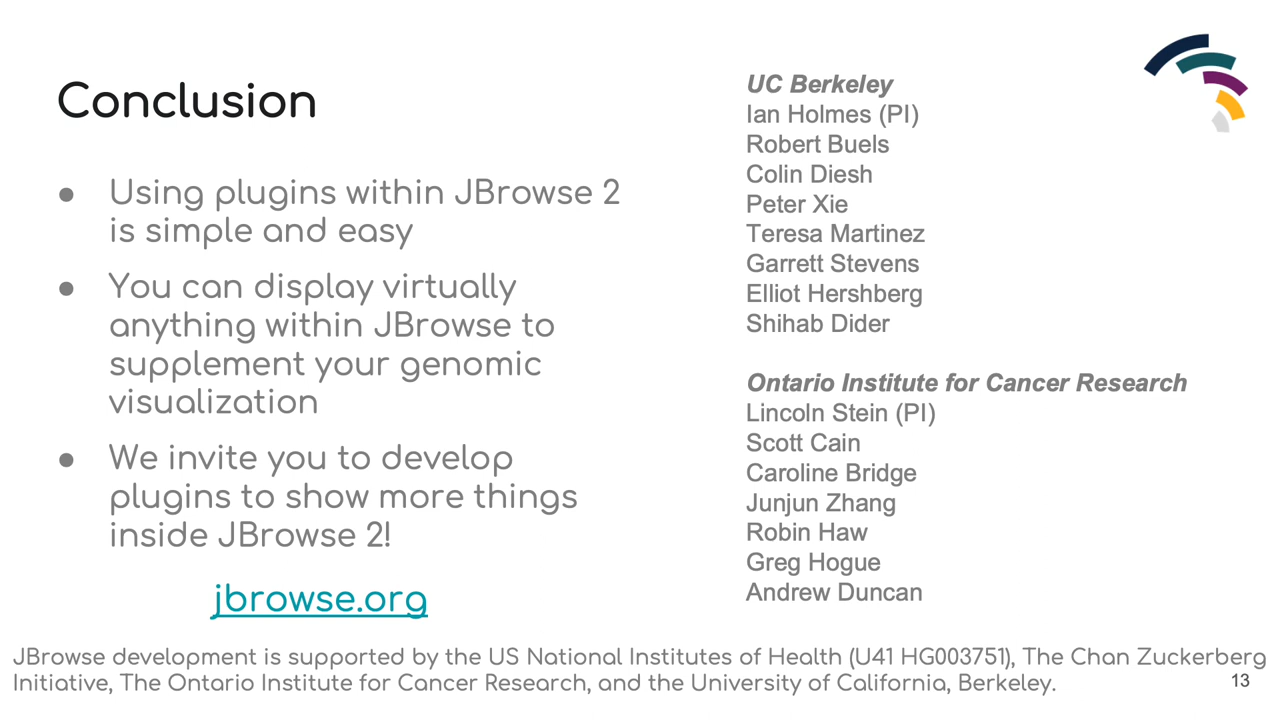 Conclusion
● Using plugins within JBrowse 2
is simple and easy
● You can display virtually
anything within JBrowse to
supplement your genomic
visualization
● We invite you to develop
plugins to show more things
inside JBrowse 2!
jbrowse.org
UC Berkeley
Ian Holmes (PI)
Robert Buels
Colin Diesh
Peter Xie
Teresa Martinez
Garrett Stevens
Elliot Hershberg
Shihab Dider
Ontario Institute for Cancer Research
Lincoln Stein (PI)
Scott Cain
Caroline Bridge
Junjun Zhang
Robin Haw
Greg Hogue
Andrew Duncan
JBrowse development is supported by the US National Institutes of Health (U41 HG003751), The Chan Zuckerberg
Initiative, The Ontario Institute for Cancer Research, and the University of California, Berkeley.
13